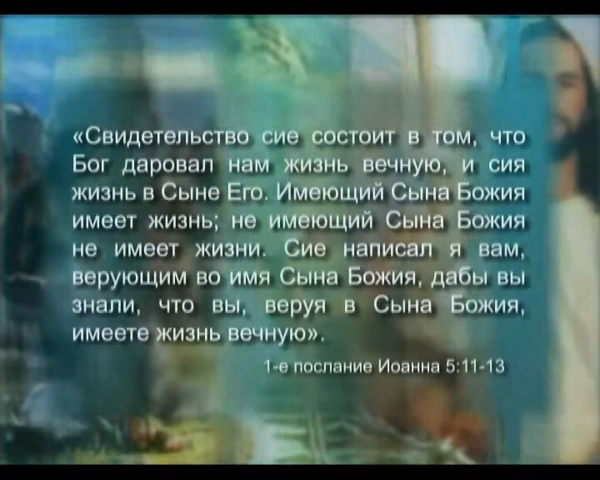 «Свидетельство сие состоит в том, что
Бог даровал нам жизнь вечную, и сия
жизнь в Сыне Его. Имеющий Сына Божия
имеет жизнь; не имеющий Сына Божия
не имеет жизни. Сие написал я вам,
верующим во имя Сына Божия, дабы вы
знали, что вы, веруя в Сына Божия,
имеете жизнь вечную».
1-е послание Иоанна 5:11-13